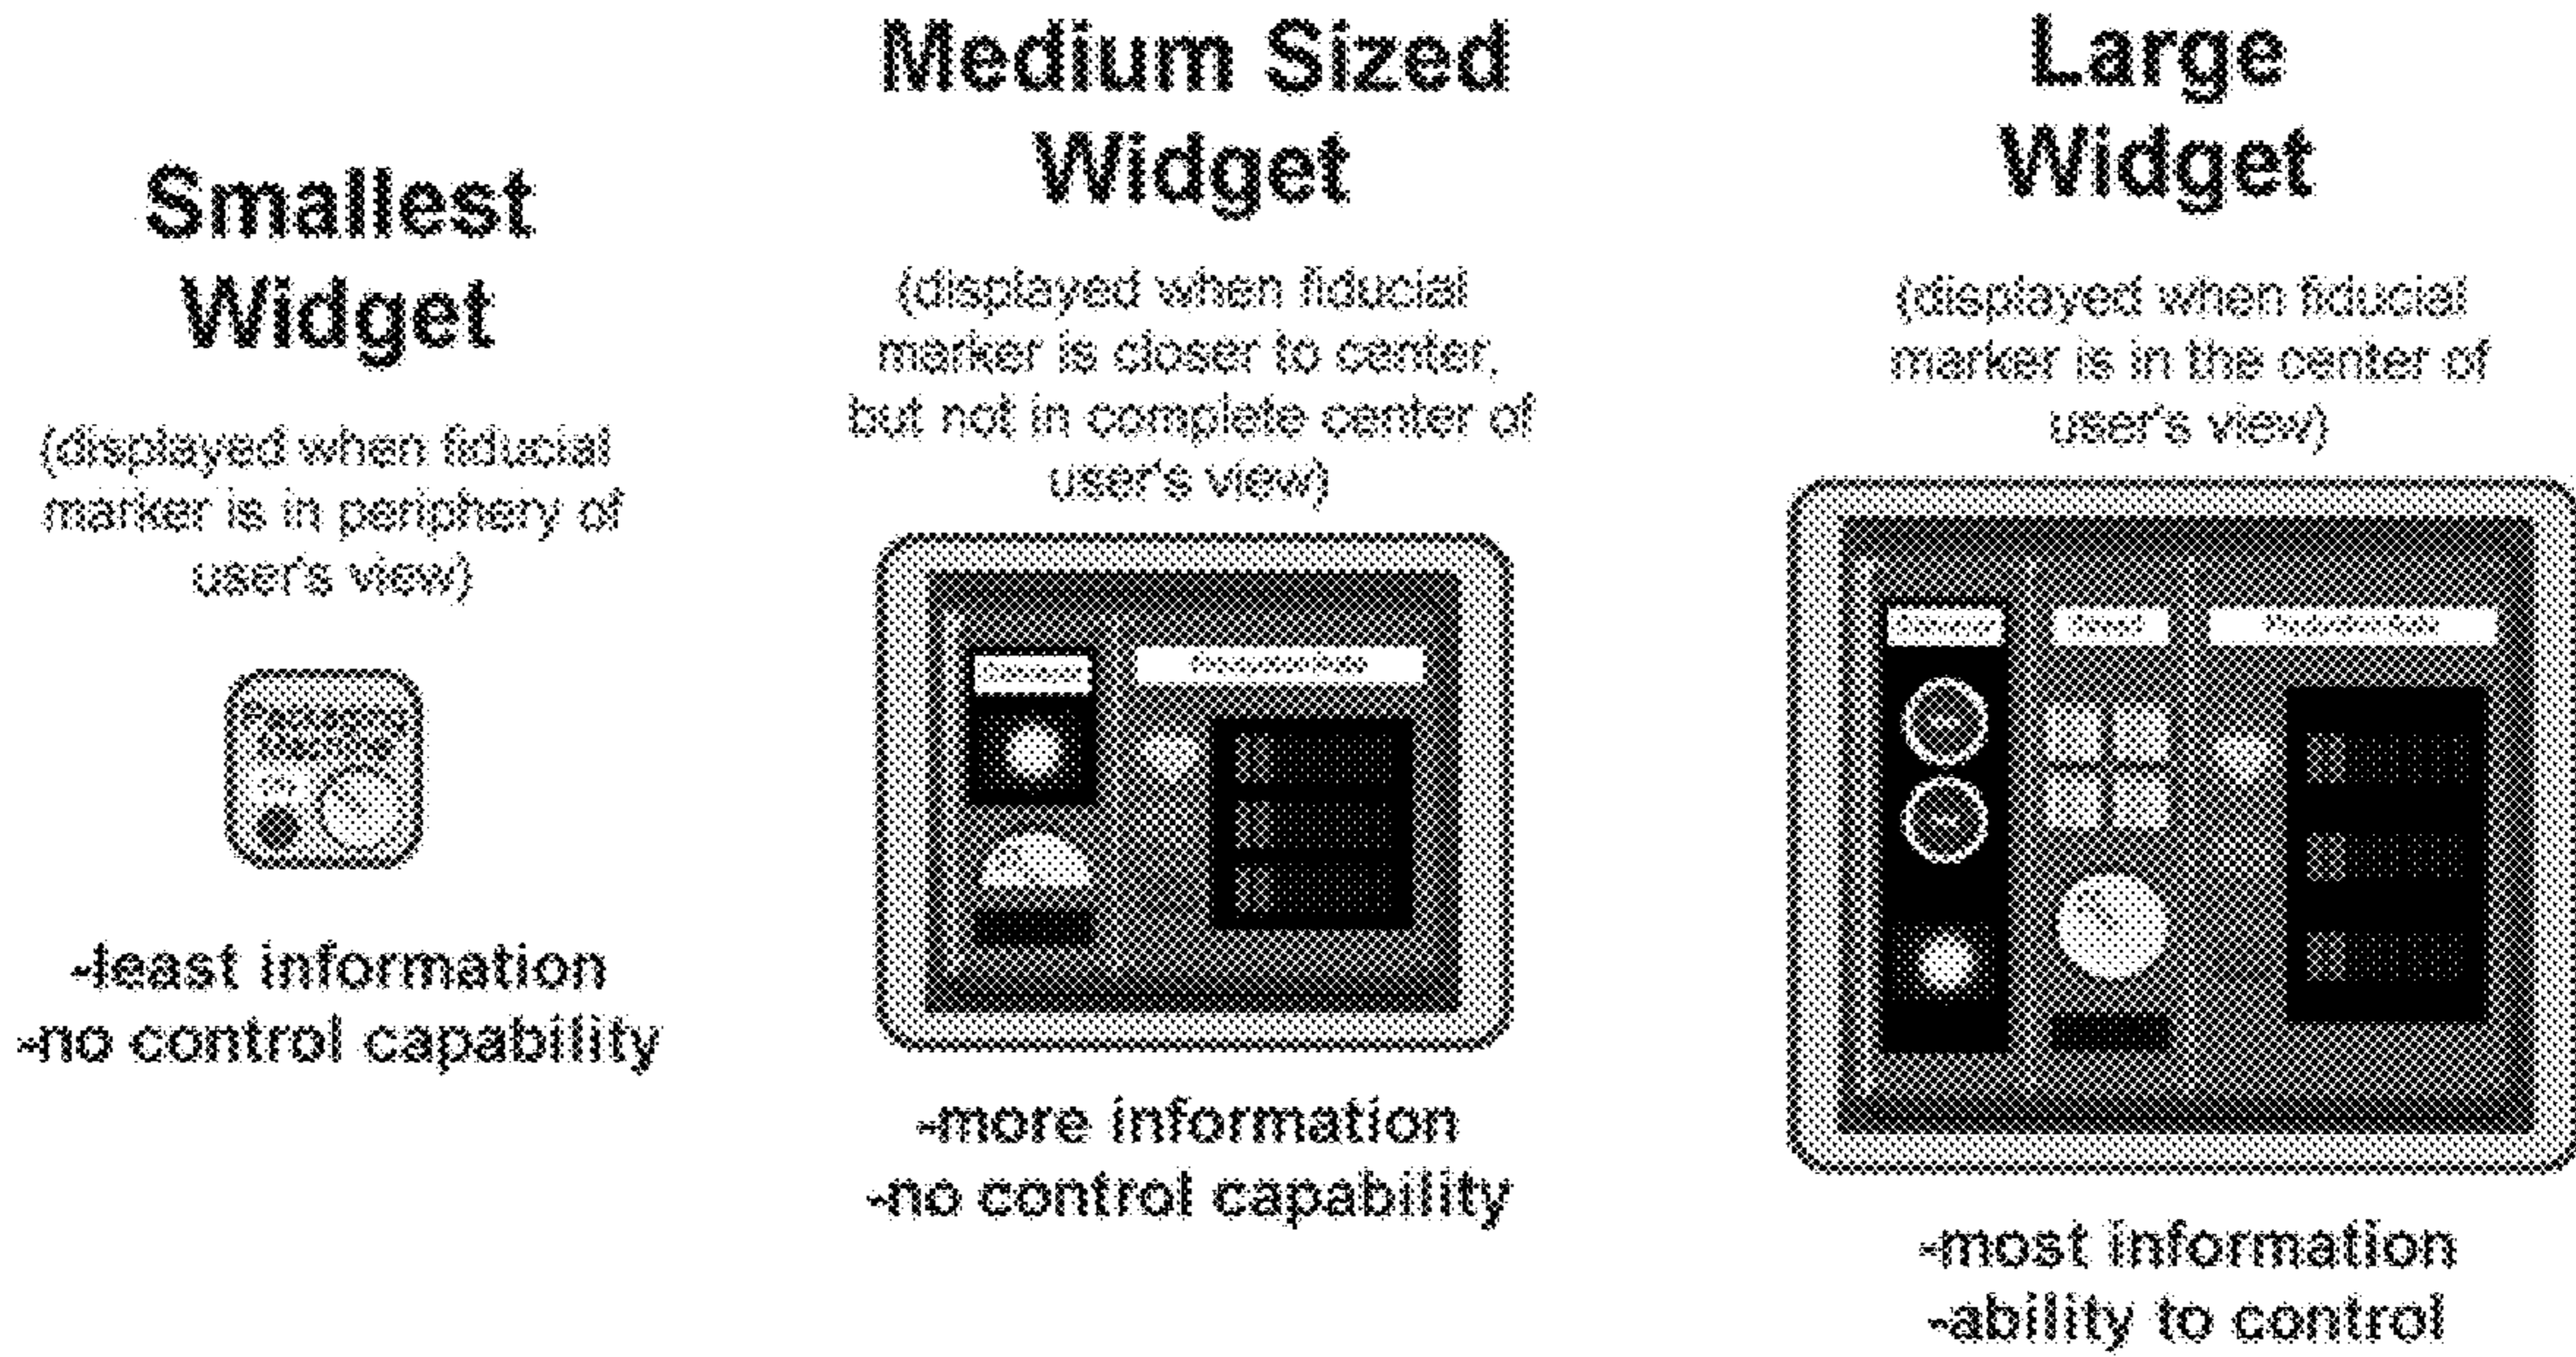 Smallest
Widget
(displayed when fiducial
marker is in periphery of
user's view)
-least information
-no control capability
Medium Sized
Widget
(displayed when fiducial
marker is closer to center,
but not in complete center of
user's view)
-more information
-no control capability
Large
Widget
(displayed when fiducial
marker is in the center of
user's view)
-most information
-ability to control